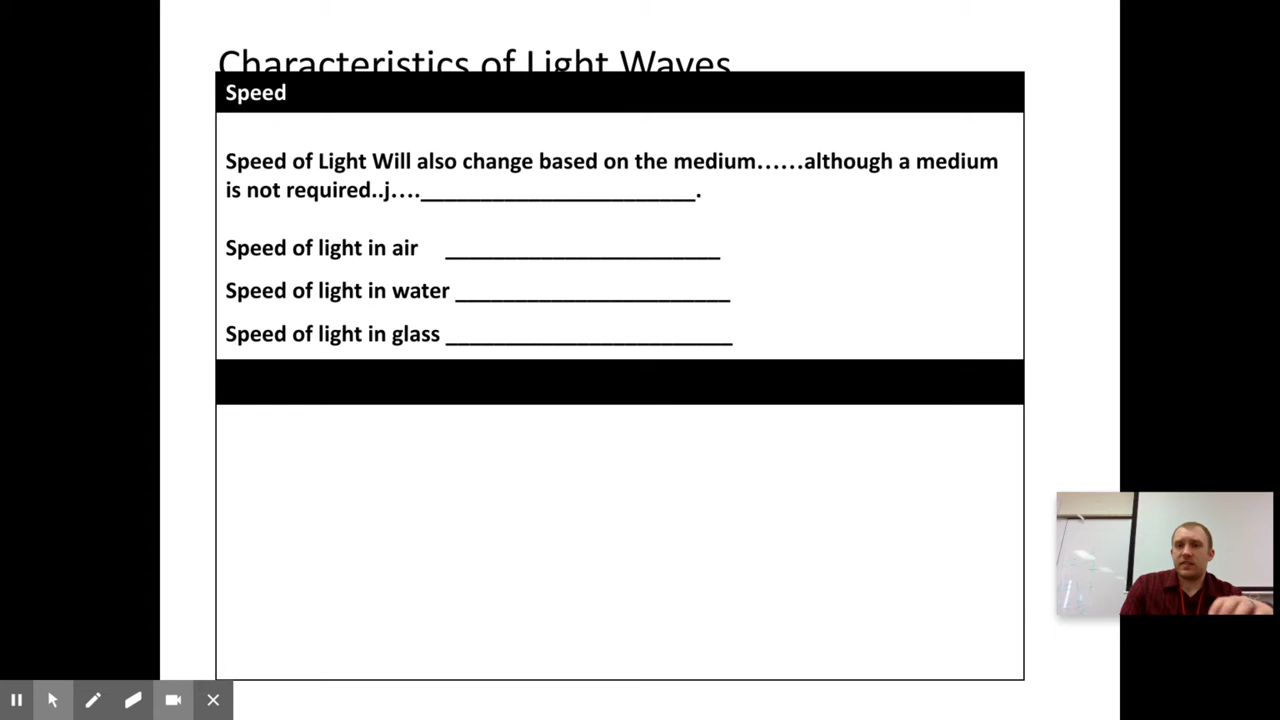 Characteristics of Light Waves
Speed
Speed of Light Will also change based on the medium……although a medium
is not required..j….________________________.
Speed of light in air ________________________
Speed of light in water ________________________
Speed of light in glass _________________________